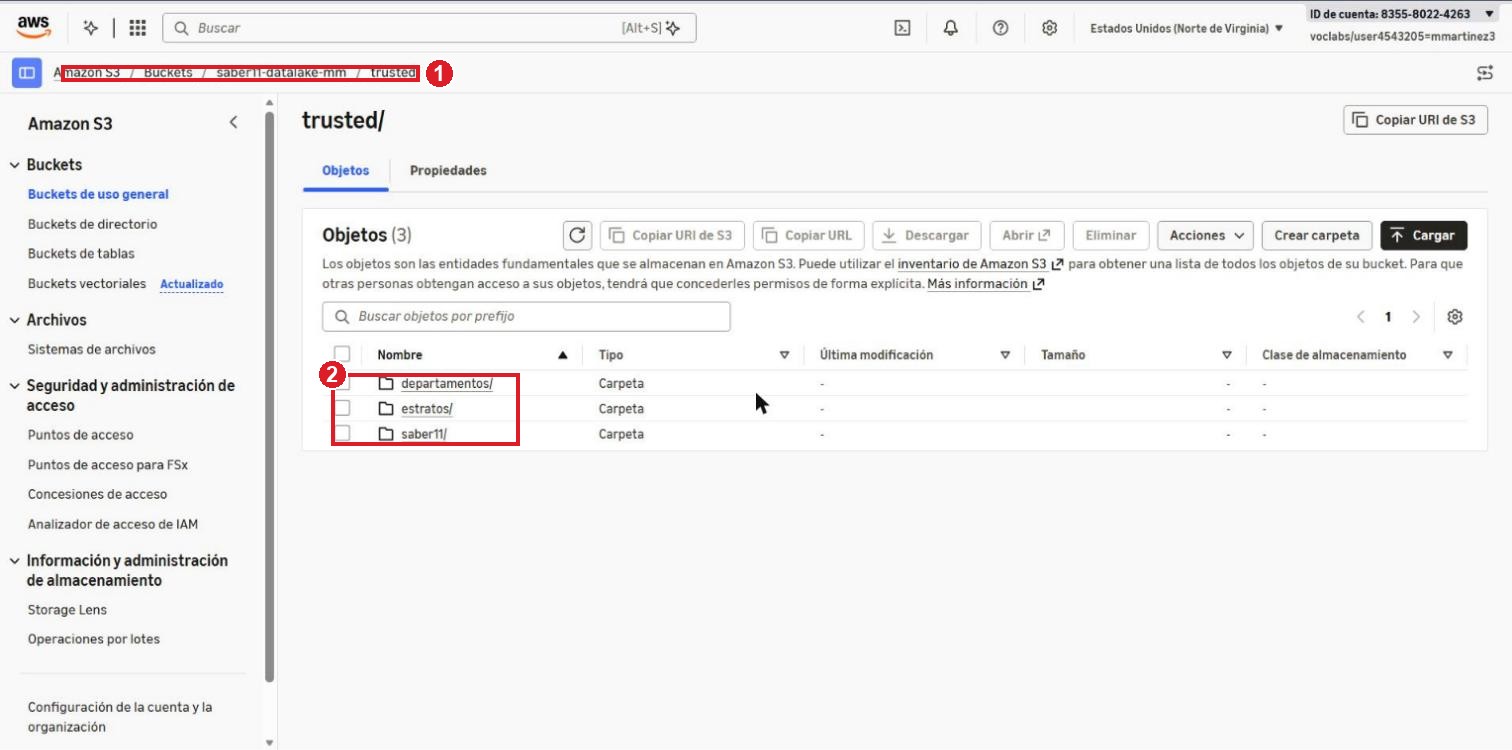 aws
Buscar
[Alt+S]
Estados Unidos (Norte de Virginia)
ID de cuenta: 8355-8022-4263
voclabs/user4543205=mmartinez3
Amazon S3 / Buckets / saber11-datalake-mm / trusted
1
Amazon S3
Buckets
Buckets de uso general
Buckets de directorio
Buckets de tablas
Buckets vectoriales Actualizado
Archivos
Sistemas de archivos
Seguridad y administración de
acceso
Puntos de acceso
Puntos de acceso para FSx
Concesiones de acceso
Analizador de acceso de IAM
Información y administración
de almacenamiento
Storage Lens
Operaciones por lotes
Configuración de la cuenta y la
organización
trusted/
Copiar URI de S3
Objetos Propiedades
Objetos (3)
Copiar URI de S3 Copiar URL Descargar Abrir Eliminar Acciones Crear carpeta Cargar
Los objetos son las entidades fundamentales que se almacenan en Amazon S3. Puede utilizar el inventario de Amazon S3 para obtener una lista de todos los objetos de su bucket. Para que
otras personas obtengan acceso a sus objetos, tendrá que concederles permisos de forma explícita. Más información
Buscar objetos por prefijo
1
Nombre Tipo Última modificación Tamaño Clase de almacenamiento
2
departamentos/ Carpeta - - -
estratos/ Carpeta - - -
saber11/ Carpeta - - -